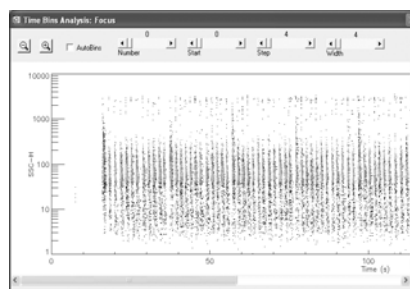 Time Bins Analysis: Focus
AutoBins
0 0 4 4
Number Start Step Width
10000
1000
100
10
1
SSC-H
0 50 100
Time (s)